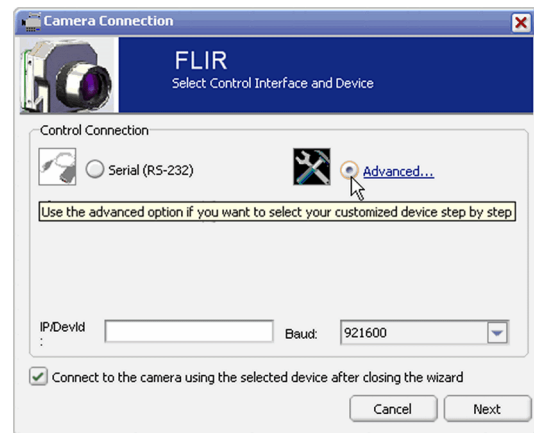 Camera Connection
FLIR
Select Control Interface and Device
Control Connection
Serial (RS-232)
Advanced...
Use the advanced option if you want to select your customized device step by step
IP/DevId
:
Baud:
921600
Connect to the camera using the selected device after closing the wizard
Cancel
Next